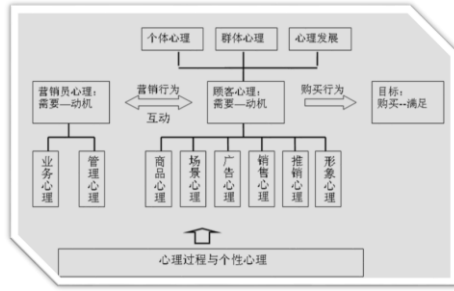 个体心理
群体心理
心理发展
营销员心理:
需要—动机
营销行为
互动
顾客心理:
需要—动机
购买行为
目标:
购买--满足
业务心理
管理心理
商品心理
场景心理
广告心理
销售心理
推销心理
形象心理
心理过程与个性心理